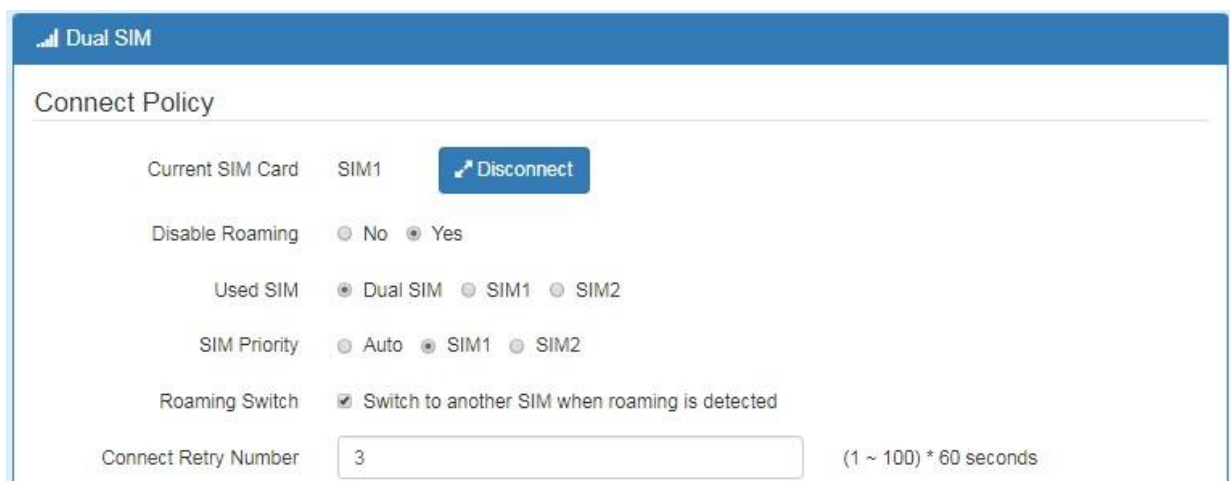 Dual SIM
Connect Policy
Current SIM Card SIM1 Disconnect
Disable Roaming No Yes
Used SIM Dual SIM SIM1 SIM2
SIM Priority Auto SIM1 SIM2
Roaming Switch Switch to another SIM when roaming is detected
Connect Retry Number 3 (1 ~ 100) * 60 seconds